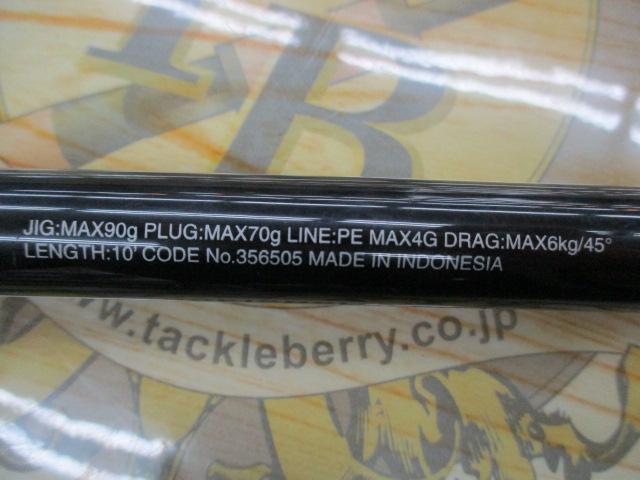 B
JIG:MAX90g PLUG:MAX70g LINE:PE MAX4G DRAG:MAX6kg/45°
LENGTH:10' CODE No.356505 MADE IN INDONESIA
www.tackleberry.co.jp